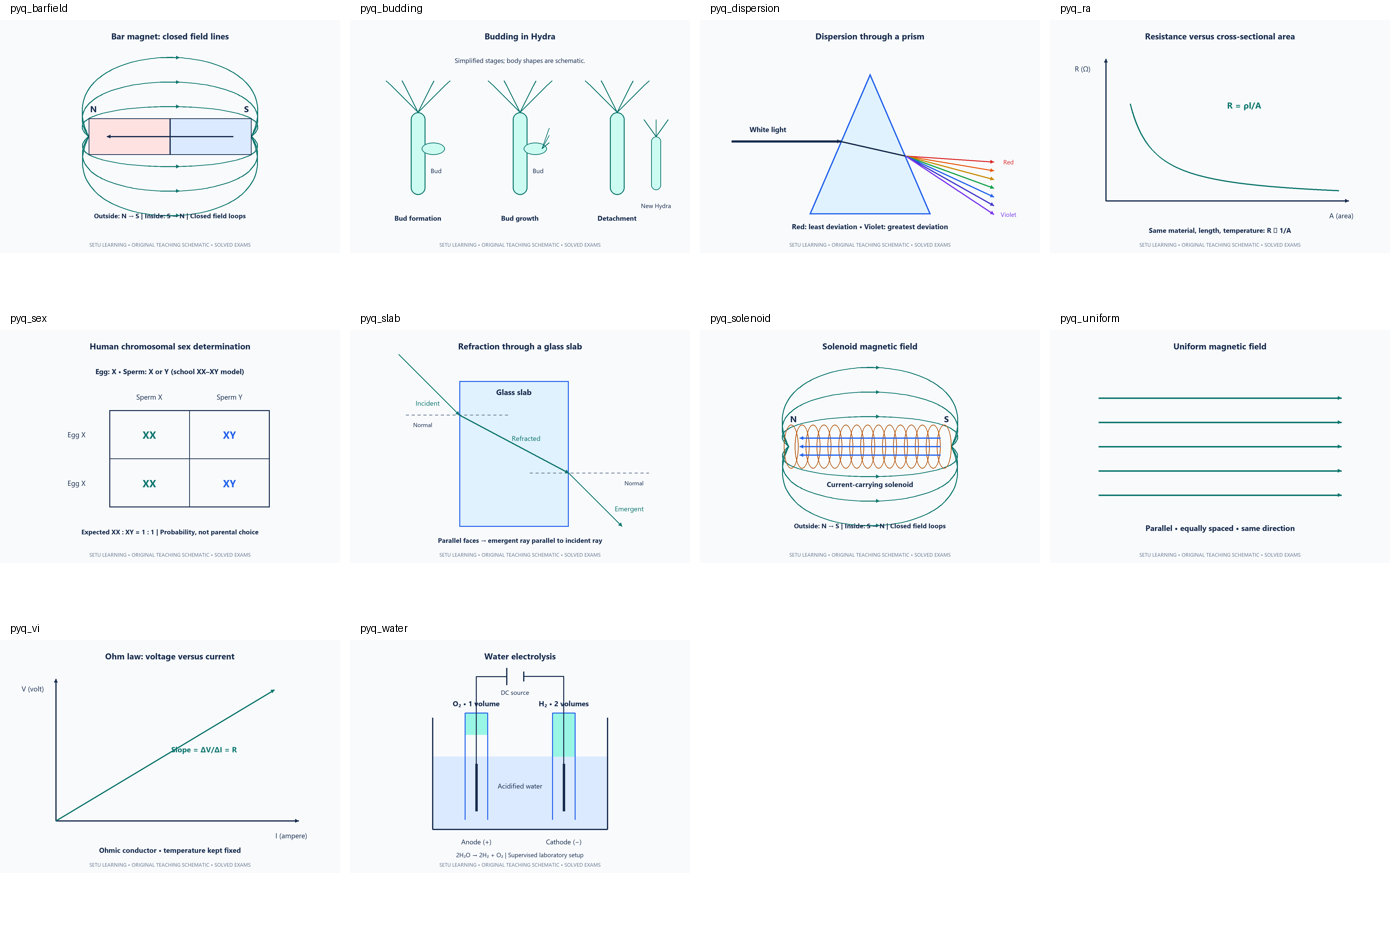 pyq_barfield
Bar magnet: closed field lines
N
S
Outside: N → S | Inside: S → N | Closed field loops
SETU LEARNING • ORIGINAL TEACHING SCHEMATIC • SOLVED EXAMS
pyq_budding
Budding in Hydra
Simplified stages; body shapes are schematic.
Bud
Bud
New Hydra
Bud formation
Bud growth
Detachment
SETU LEARNING • ORIGINAL TEACHING SCHEMATIC • SOLVED EXAMS
pyq_dispersion
Dispersion through a prism
White light
Red
Violet
Red: least deviation • Violet: greatest deviation
SETU LEARNING • ORIGINAL TEACHING SCHEMATIC • SOLVED EXAMS
pyq_ra
Resistance versus cross-sectional area
R (Ω)
R = ρl/A
A (area)
Same material, length, temperature: R ▯ 1/A
SETU LEARNING • ORIGINAL TEACHING SCHEMATIC • SOLVED EXAMS
pyq_sex
Human chromosomal sex determination
Egg: X • Sperm: X or Y (school XX–XY model)
Sperm X
Sperm Y
Egg X
XX
XY
Egg X
XX
XY
Expected XX : XY = 1 : 1 | Probability, not parental choice
SETU LEARNING • ORIGINAL TEACHING SCHEMATIC • SOLVED EXAMS
pyq_slab
Refraction through a glass slab
Glass slab
Incident
Normal
Refracted
Normal
Emergent
Parallel faces → emergent ray parallel to incident ray
SETU LEARNING • ORIGINAL TEACHING SCHEMATIC • SOLVED EXAMS
pyq_solenoid
Solenoid magnetic field
N
S
Current-carrying solenoid
Outside: N → S | Inside: S → N | Closed field loops
SETU LEARNING • ORIGINAL TEACHING SCHEMATIC • SOLVED EXAMS
pyq_uniform
Uniform magnetic field
Parallel • equally spaced • same direction
SETU LEARNING • ORIGINAL TEACHING SCHEMATIC • SOLVED EXAMS
pyq_vi
Ohm law: voltage versus current
V (volt)
Slope = ΔV/ΔI = R
I (ampere)
Ohmic conductor • temperature kept fixed
SETU LEARNING • ORIGINAL TEACHING SCHEMATIC • SOLVED EXAMS
pyq_water
Water electrolysis
DC source
O₂ • 1 volume
H₂ • 2 volumes
Acidified water
Anode (+)
Cathode (−)
2H₂O → 2H₂ + O₂ | Supervised laboratory setup
SETU LEARNING • ORIGINAL TEACHING SCHEMATIC • SOLVED EXAMS